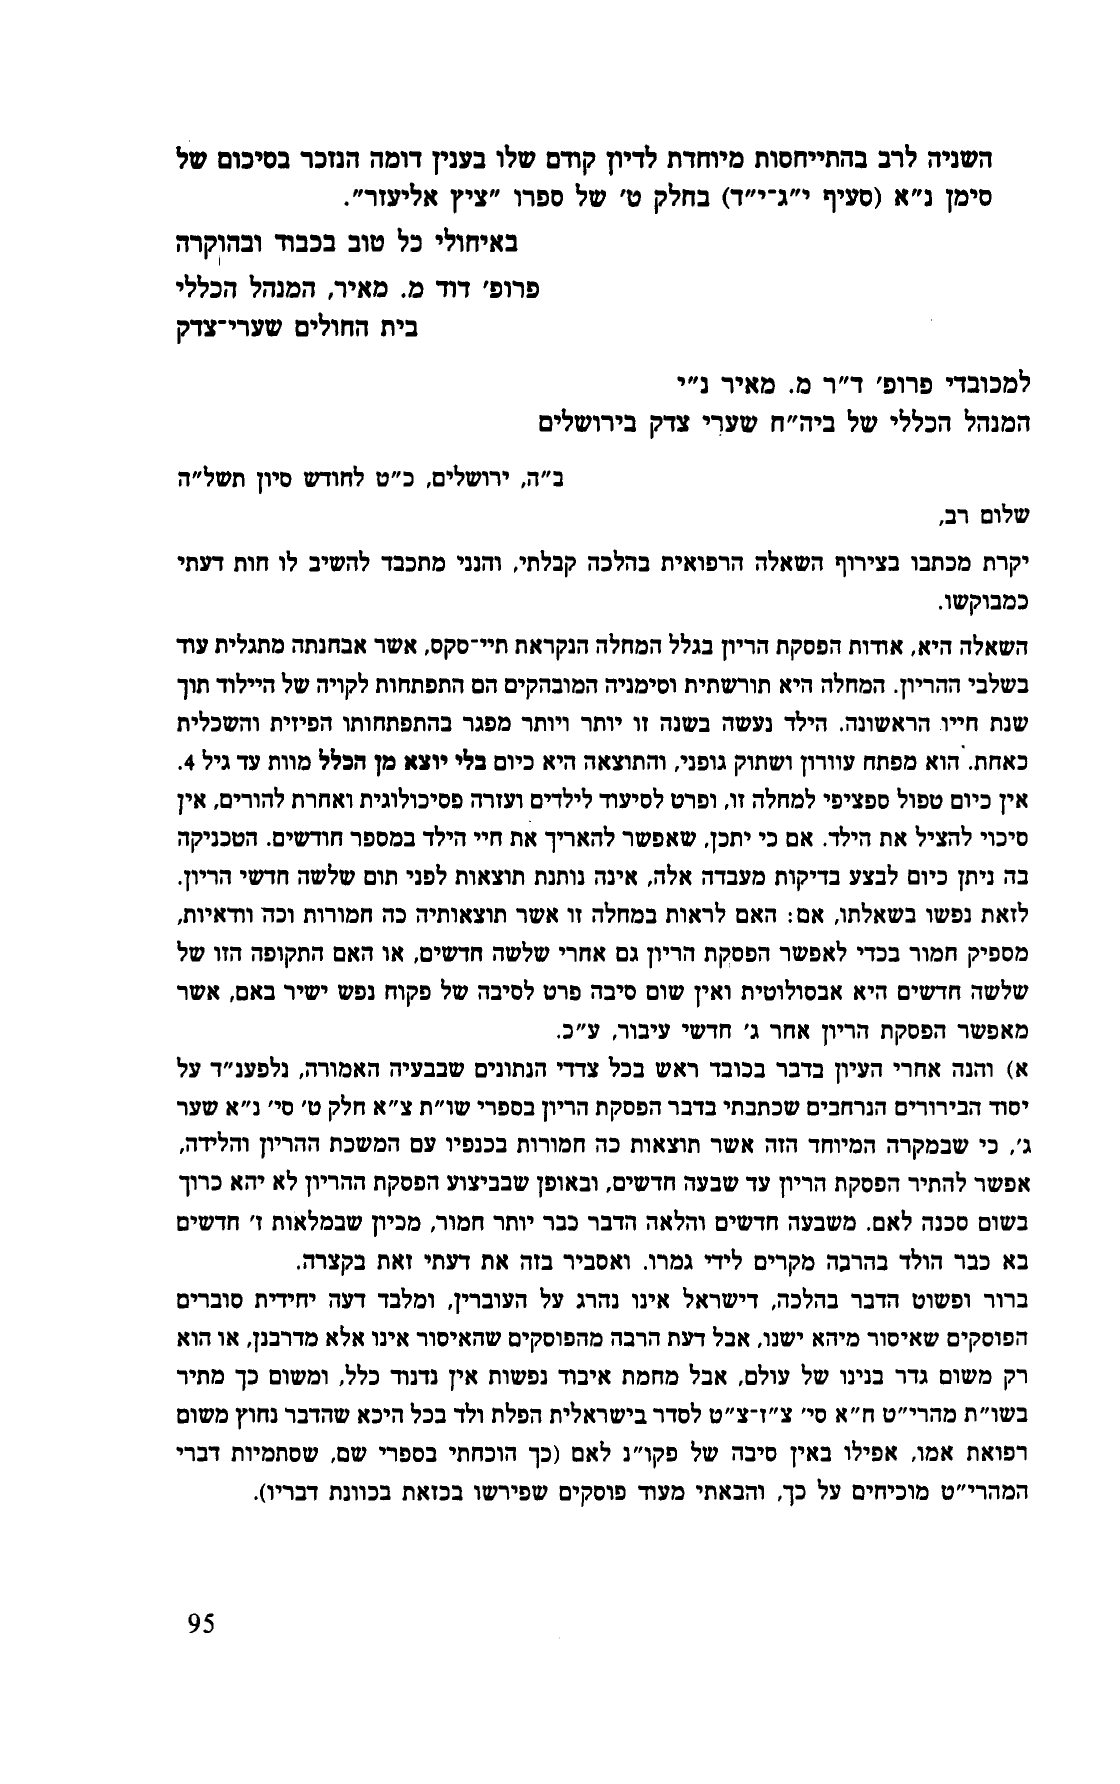 השניה לרב בהתייחסות מיוחדת לדיון קודם שלו בענין דומה הנזכר בסיכום של
סימן נ״א (סעיף י״ג־י״ד) בחלק ט׳ של ספרו ״ציץ אליעזר״.
באיחולי כל טוב בכבוד ובהוקרה
פרופ׳ דוד מ. מאיר, המנהל הכללי
בית החולים שערי־צדק
למכובדי פרופ׳ ד״ר מ. מאיר נ״י
המנהל הכללי של ביה״ח שערי צדק בירושלים
ב״ה, ירושלים, כ״ט לחודש סיון תשל״ה
שלום רב,
יקרת מכתבו בצירוף השאלה הרפואית בהלכה קבלתי, והנני מתכבד להשיב לו חות דעתי
כמבוקשו.
השאלה היא, אודות הפסקת הריון בגלל המחלה הנקראת תיי־סקס, אשר אבחנתה מתגלית עוד
בשלבי ההריון. המחלה היא תורשתית וסימניה המובהקים הם התפתחות לקויה של היילוד תוך
שנת חייו הראשונה. הילד נעשה בשנה זו יותר ויותר מפגר בהתפתחותו הפיזית והשכלית
כאחת. הוא מפתח עוורון ושתוק גופני, והתוצאה היא כיום בלי יוצא מן הכלל מוות עד גיל 4.
אין כיום טפול ספציפי למחלה זו, ופרט לסיעוד לילדים ועזרה פסיכולוגית ואחרת להורים, אין
סיכוי להציל את הילד. אם כי יתכן, שאפשר להאריך את חיי הילד במספר חודשים. הטכניקה
בה ניתן כיום לבצע בדיקות מעבדה אלה, אינה נותנת תוצאות לפני תום שלשה חדשי הריון.
לזאת נפשו בשאלתו, אם: האם לראות במחלה זו אשר תוצאותיה כה חמורות וכה וודאיות,
מספיק חמור בכדי לאפשר הפסקת הריון גם אחרי שלשה חדשים, או האם התקופה הזו של
שלשה חדשים היא אבסולוטית ואין שום סיבה פרט לסיבה של פקוח נפש ישיר באם, אשר
מאפשר הפסקת הריון אחר ג׳ חדשי עיבור, ע״כ.
א) והנה אחרי העיון בדבר בכובד ראש בכל צדדי הנתונים שבבעיה האמורה, נלפענ״ד על
יסוד הבירורים הנרחבים שכתבתי בדבר הפסקת הריון בספרי שו״ת צ״א חלק ט׳ סי׳ נ״א שער
ג׳, כי שבמקרה המיוחד הזה אשר תוצאות כה חמורות בכנפיו עם המשכת ההריון והלידה,
אפשר להתיר הפסקת הריון עד שבעה חדשים, ובאופן שבביצוע הפסקת ההריון לא יהא כרוך
בשום סכנה לאם. משבעה חדשים והלאה הדבר כבר יותר חמור, מכיון שבמלאות ז׳ חדשים
בא כבר הולד בהרבה מקרים לידי גמרו. ואסביר בזה את דעתי זאת בקצרה.
ברור ופשוט הדבר בהלכה, דישראל אינו נהרג על העוברין, ומלבד דעה יחידית סוברים
הפוסקים שאיסור מיהא ישנו, אבל דעת הרבה מהפוסקים שהאיסור אינו אלא מדרבנן, או הוא
רק משום גדר בנינו של עולם, אבל מחמת איבוד נפשות אין נדנוד כלל, ומשום כך מתיר
בשו״ת מהרי״ט ח״א סי׳ צ״ז־צ״ט לסדר בישראלית הפלת ולד בכל היכא שהדבר נחוץ משום
רפואת אמו, אפילו באין סיבה של פקו״נ לאם (כך הוכחתי בספרי שם, שסתמיות דברי
המהרי״ט מוכיחים על כך, והבאתי מעוד פוסקים שפירשו בכזאת בכוונת דבריו).
95